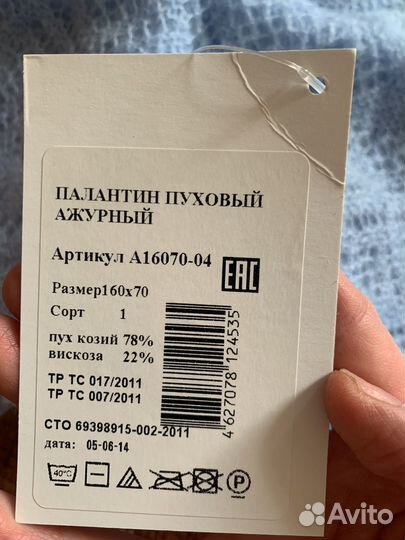 ПАЛАНТИН ПУХОВЫЙ
АЖУРНЫЙ
Артикул А16070-04
ЕАС
Размер160х70
Сорт 1
пух козий 78%
вискоза 22%
ТР ТС 017/2011
ТР ТС 007/2011
4 627078 124535
СТО 69398915-002-2011
дата: 05-06-14
40°C
P
Avito